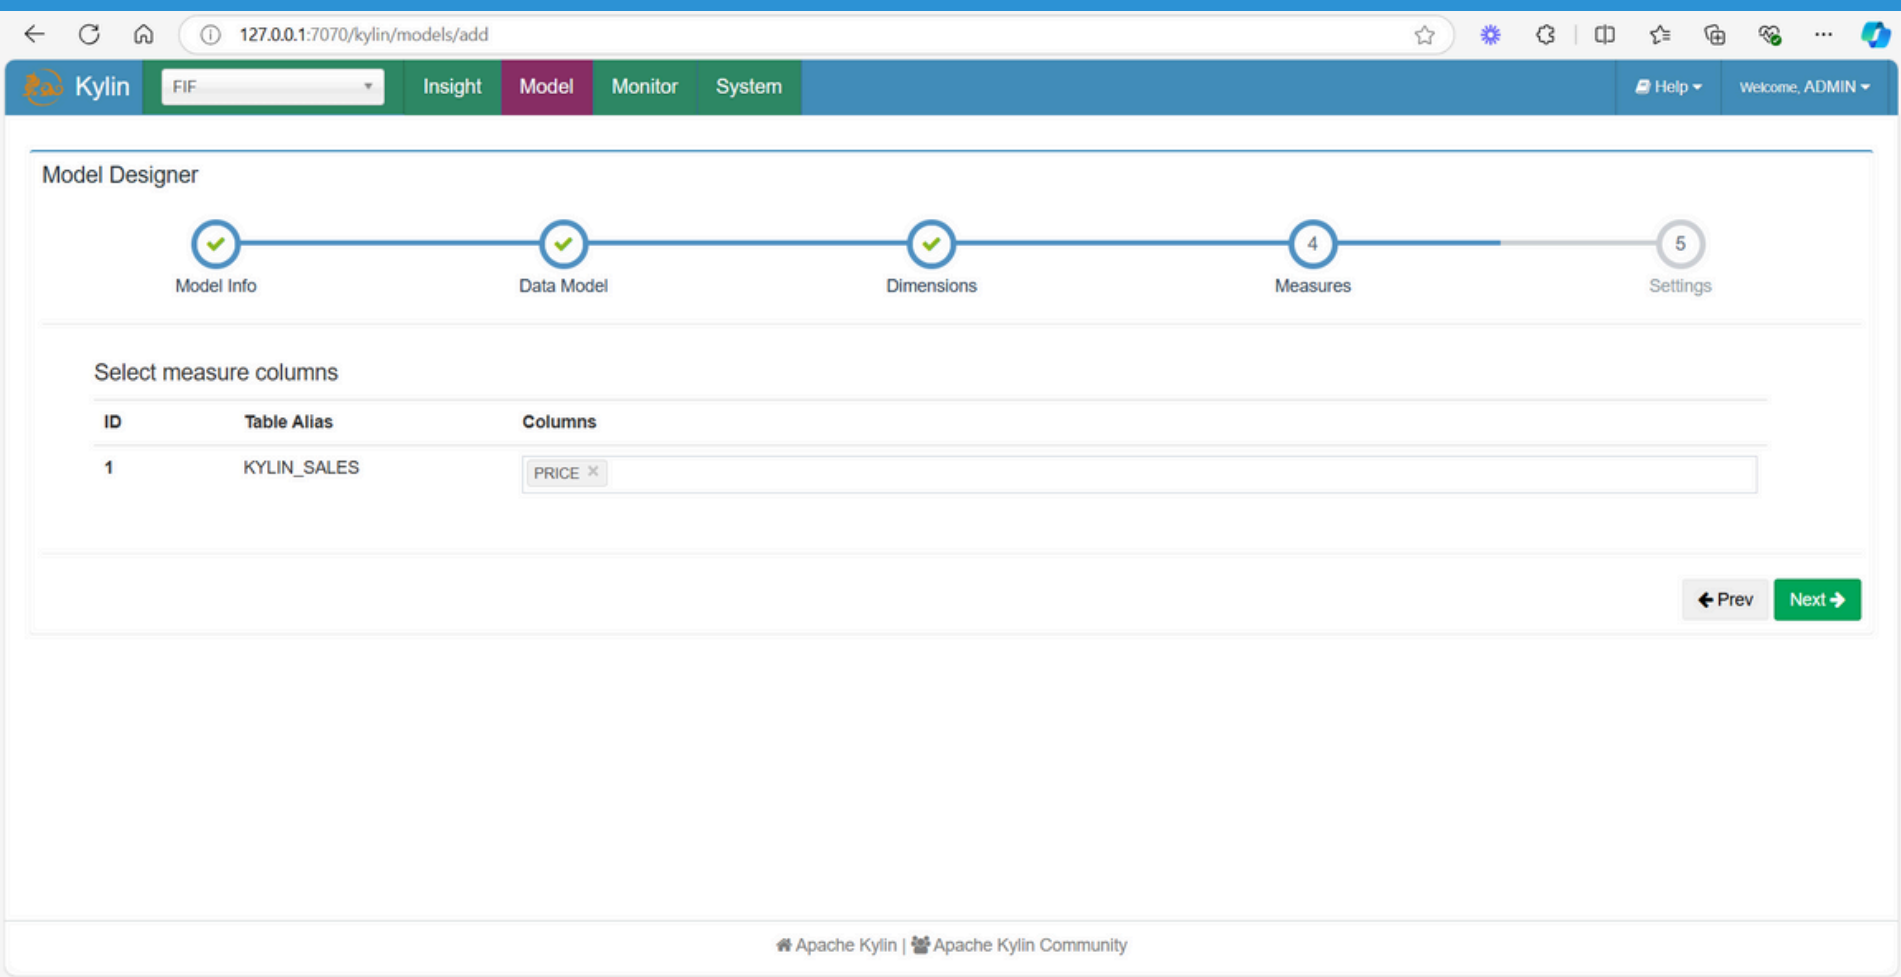 127.0.0.1:7070/kylin/models/add
Kylin FIF Insight Model Monitor System Help Welcome, ADMIN
Model Designer
4 5
Model Info Data Model Dimensions Measures Settings
Select measure columns
ID Table Alias Columns
1 KYLIN_SALES PRICE ×
Prev Next
Apache Kylin | Apache Kylin Community